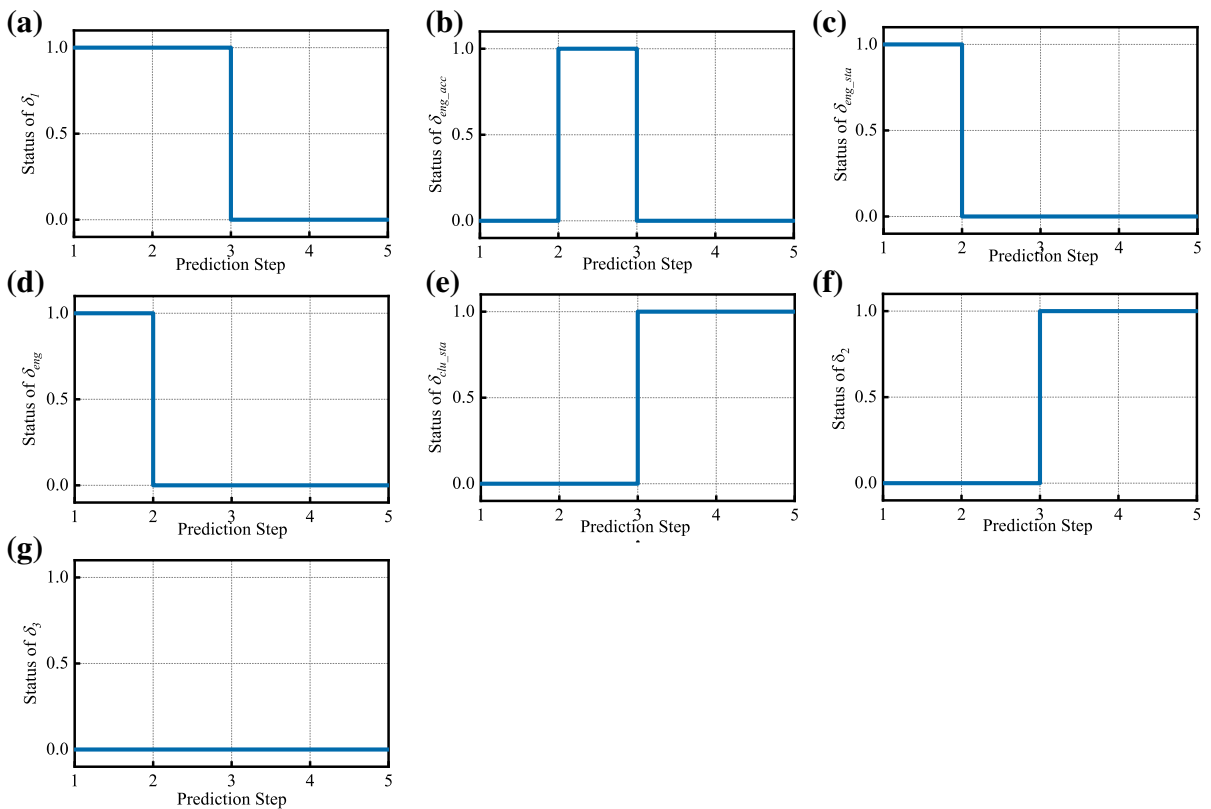 (a)
Status of δ1
1.0
0.5
0.0
1 2 3 4 5
Prediction Step
(b)
Status of δeng_acc
1.0
0.5
0.0
1 2 3 4 5
Prediction Step
(c)
Status of δeng_sta
1.0
0.5
0.0
1 2 3 4 5
Prediction Step
(d)
Status of δeng
1.0
0.5
0.0
1 2 3 4 5
Prediction Step
(e)
Status of δclu_sta
1.0
0.5
0.0
1 2 3 4 5
Prediction Step
(f)
Status of δ2
1.0
0.5
0.0
1 2 3 4 5
Prediction Step
(g)
Status of δ3
1.0
0.5
0.0
1 2 3 4 5
Prediction Step